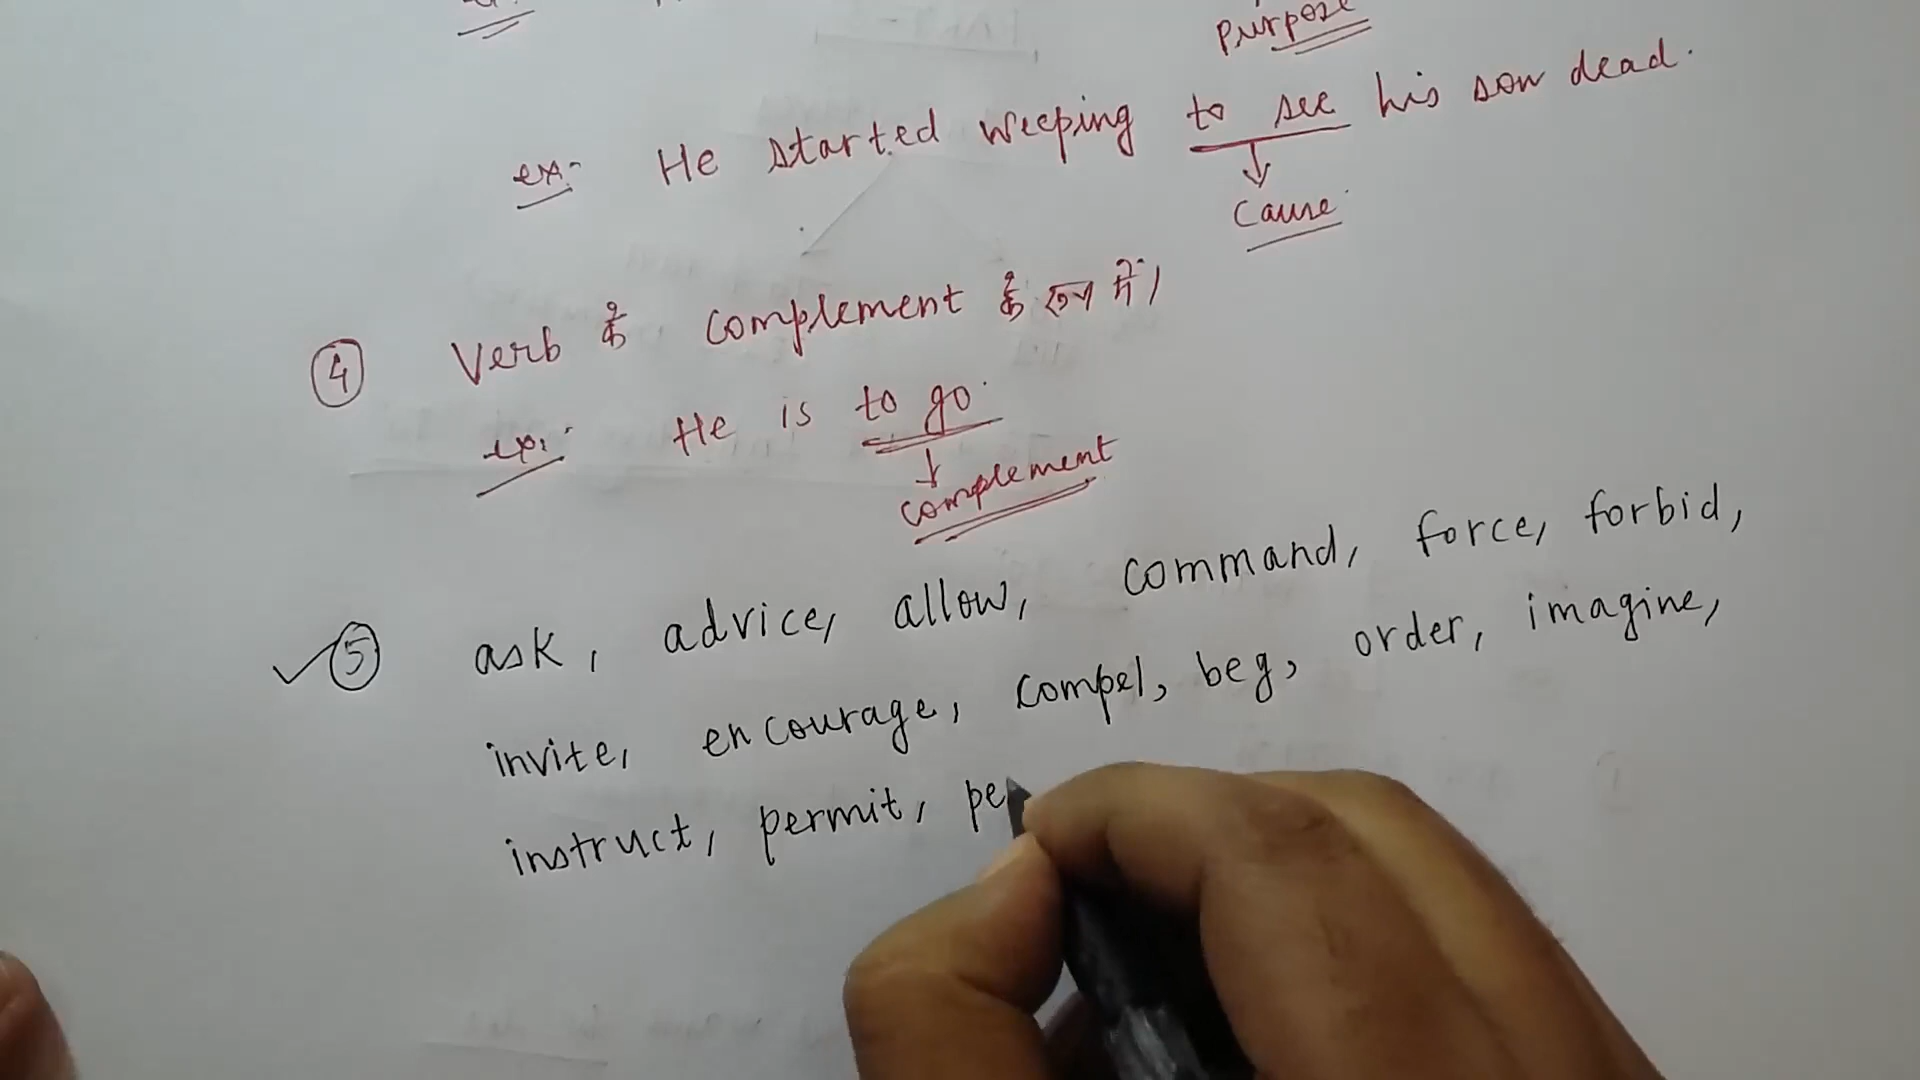 Purpose
ex:- He started weeping to see his son dead.
Cause
④ Verb के complement के रूप में।
ex:- He is to go.
complement
⑤ ask, advice, allow, command, force, forbid,
invite, encourage, compel, beg, order, imagine,
instruct, permit, pe